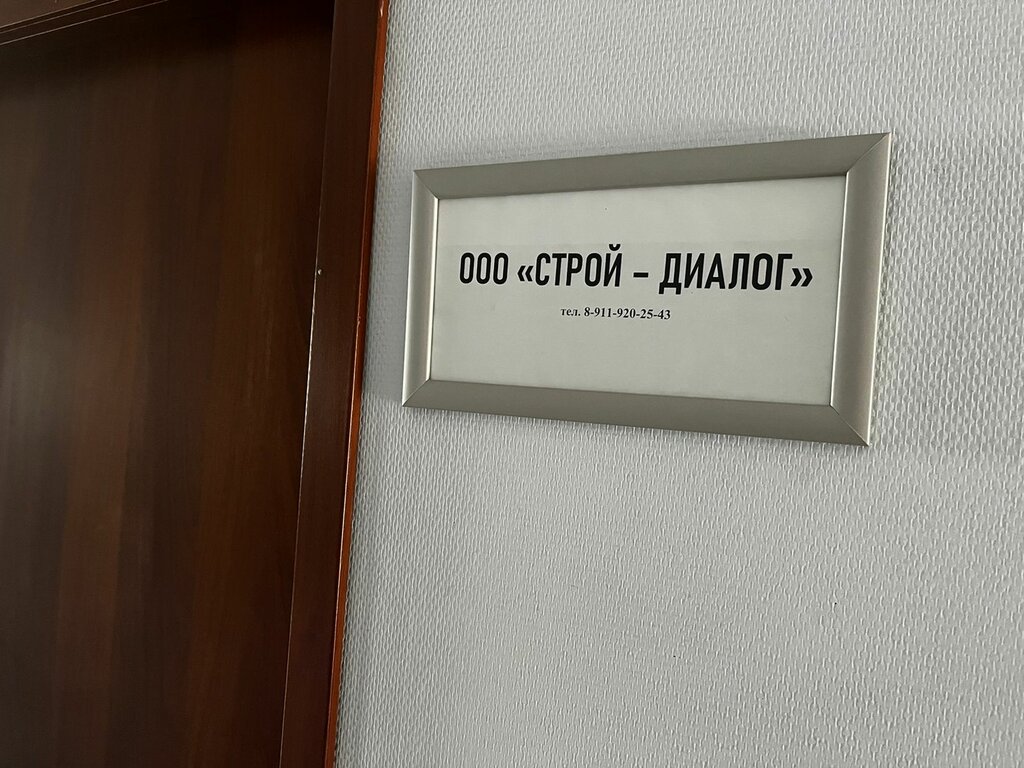 ООО «СТРОЙ – ДИАЛОГ»
тел. 8-911-920-25-43